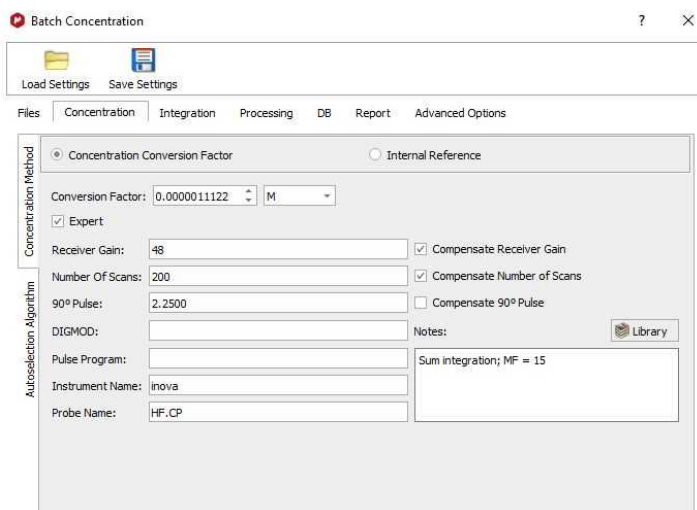 Batch Concentration
?
Load Settings Save Settings
Files Concentration Integration Processing DB Report Advanced Options
Concentration Method
Autoselection Algorithm
Concentration Conversion Factor Internal Reference
Conversion Factor: 0.0000011122 M
Expert
Receiver Gain: 48 Compensate Receiver Gain
Number Of Scans: 200 Compensate Number of Scans
90º Pulse: 2.2500 Compensate 90º Pulse
DIGMOD: Notes: Library
Pulse Program: Sum integration; MF = 15
Instrument Name: inova
Probe Name: HF.CP